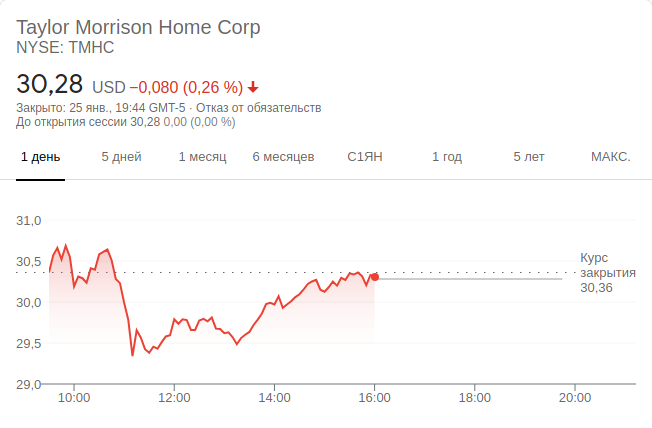 Taylor Morrison Home Corp
NYSE: TMHC
30,28 USD −0,080 (0,26 %)
Закрыто: 25 янв., 19:44 GMT-5 · Отказ от обязательств
До открытия сессии 30,28 0,00 (0,00 %)
1 день 5 дней 1 месяц 6 месяцев С1ЯН 1 год 5 лет МАКС.
31,0
30,5
30,0
29,5
29,0
Курс
закрытия
30,36
10:00 12:00 14:00 16:00 18:00 20:00